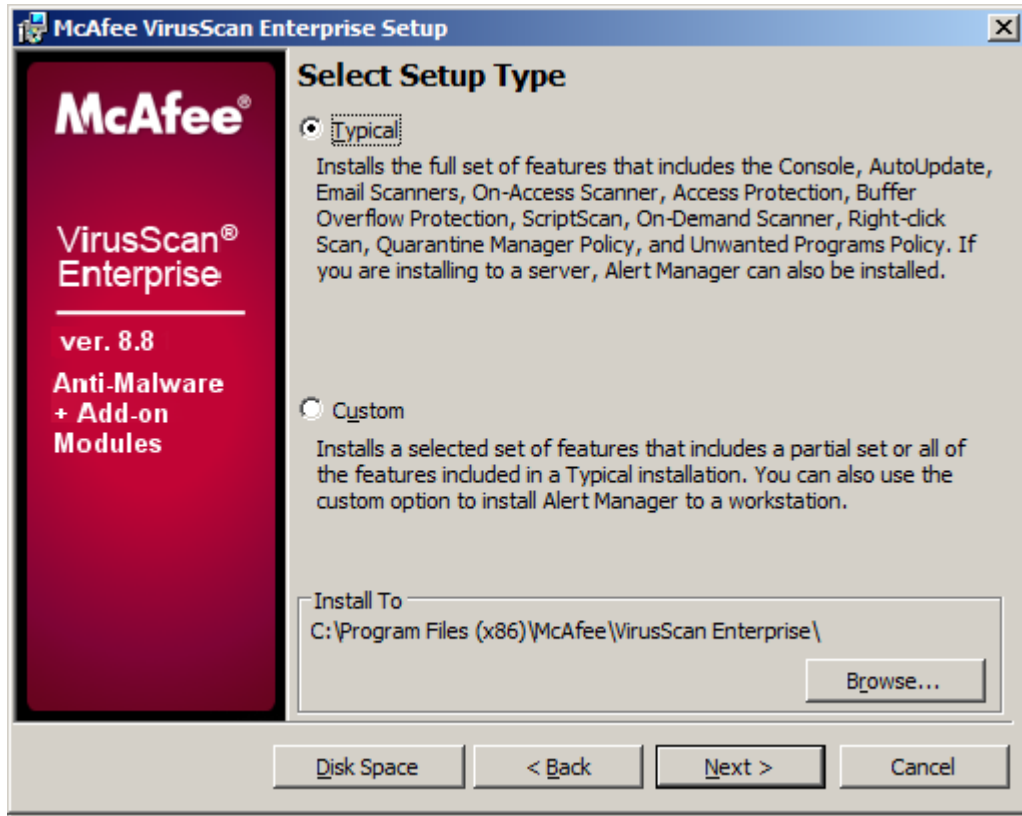 McAfee VirusScan Enterprise Setup
McAfee®
VirusScan®
Enterprise
ver. 8.8
Anti-Malware
+ Add-on
Modules
Select Setup Type
Typical
Installs the full set of features that includes the Console, AutoUpdate,
Email Scanners, On-Access Scanner, Access Protection, Buffer
Overflow Protection, ScriptScan, On-Demand Scanner, Right-click
Scan, Quarantine Manager Policy, and Unwanted Programs Policy. If
you are installing to a server, Alert Manager can also be installed.
Custom
Installs a selected set of features that includes a partial set or all of
the features included in a Typical installation. You can also use the
custom option to install Alert Manager to a workstation.
Install To
C:\Program Files (x86)\McAfee\VirusScan Enterprise\
Browse...
Disk Space
< Back
Next >
Cancel